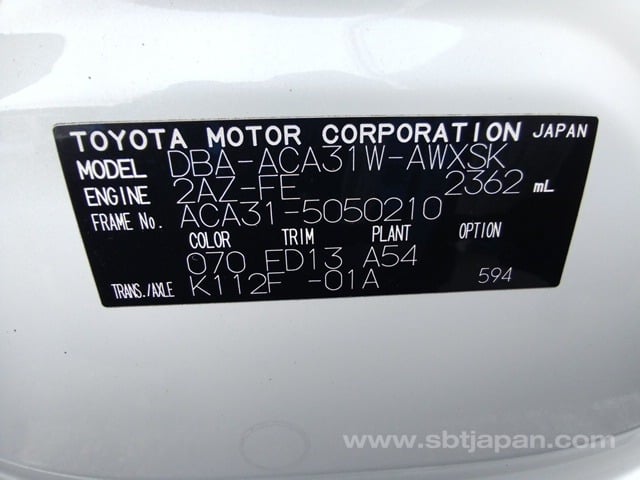 TOYOTA MOTOR CORPORATION JAPAN
MODEL DBA-ACA31W-AWXSK
ENGINE 2AZ-FE 2362 mL
FRAME No. ACA31-5050210
COLOR TRIM PLANT OPTION
070 FD13 A54
TRANS./AXLE K112F -01A 594
www.sbtjapan.com